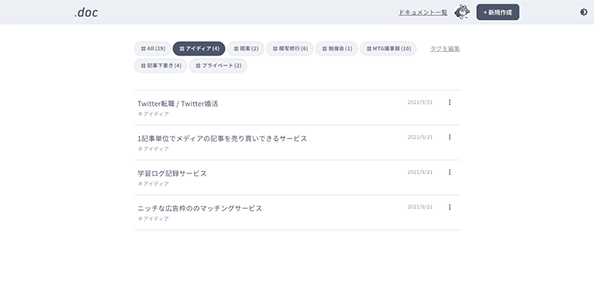 .doc
ドキュメント一覧
+ 新規作成
All (29) アイディア (4) 提案 (2) 模写修行 (6) 勉強会 (1) MTG議事録 (10) タグを編集
記事下書き (4) プライベート (2)
Twitter転職 / Twitter婚活 2021/9/21
アイディア
1記事単位でメディアの記事を売り買いできるサービス 2021/9/21
アイディア
学習ログ記録サービス 2021/9/21
アイディア
ニッチな広告枠ののマッチングサービス 2021/9/21
アイディア